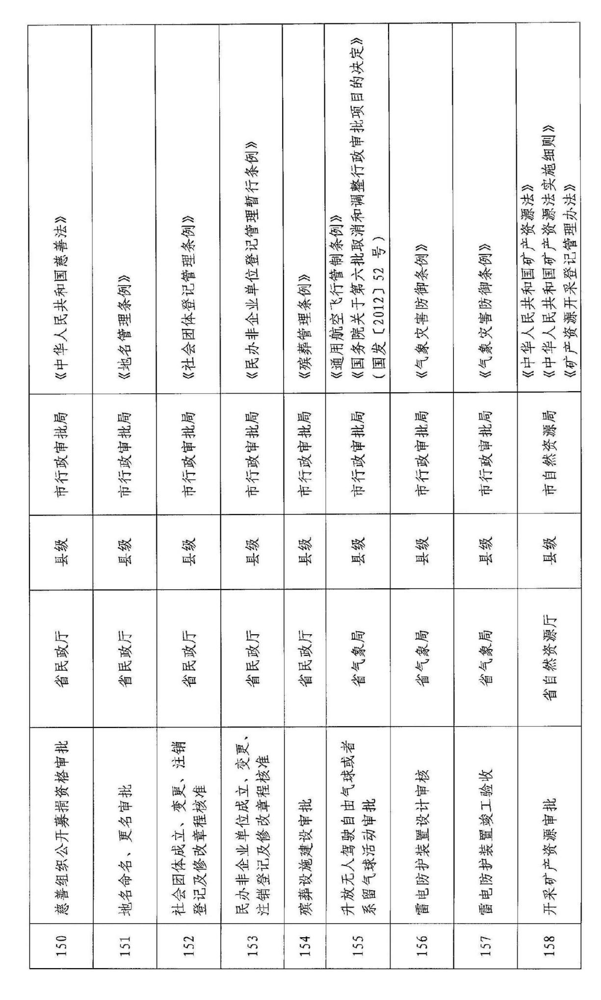 150 慈善组织公开募捐资格审批 省民政厅 县级 市行政审批局 《中华人民共和国慈善法》
151 地名命名、更名审批 省民政厅 县级 市行政审批局 《地名管理条例》
152 社会团体成立、变更、注销
登记及修改章程核准 省民政厅 县级 市行政审批局 《社会团体登记管理条例》
153 民办非企业单位成立、变更、
注销登记及修改章程核准 省民政厅 县级 市行政审批局 《民办非企业单位登记管理暂行条例》
154 殡葬设施建设审批 省民政厅 县级 市行政审批局 《殡葬管理条例》
155 升放无人驾驶自由气球或者
系留气球活动审批 省气象局 县级 市行政审批局 《通用航空飞行管制条例》
《国务院关于第六批取消和调整行政审批项目的决定》
（国发〔2012〕52 号）
156 雷电防护装置设计审核 省气象局 县级 市行政审批局 《气象灾害防御条例》
157 雷电防护装置竣工验收 省气象局 县级 市行政审批局 《气象灾害防御条例》
158 开采矿产资源审批 省自然资源厅 县级 市自然资源局 《中华人民共和国矿产资源法》
《中华人民共和国矿产资源法实施细则》
《矿产资源开采登记管理办法》